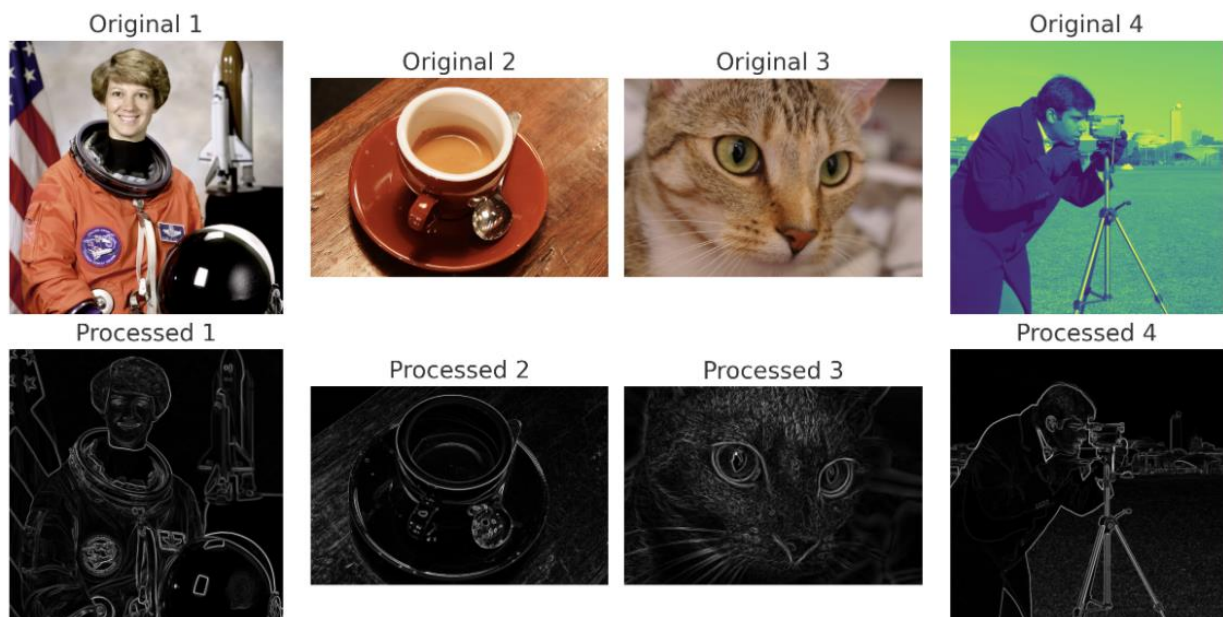 Original 1
Original 2
Original 3
Original 4
Processed 1
Processed 2
Processed 3
Processed 4